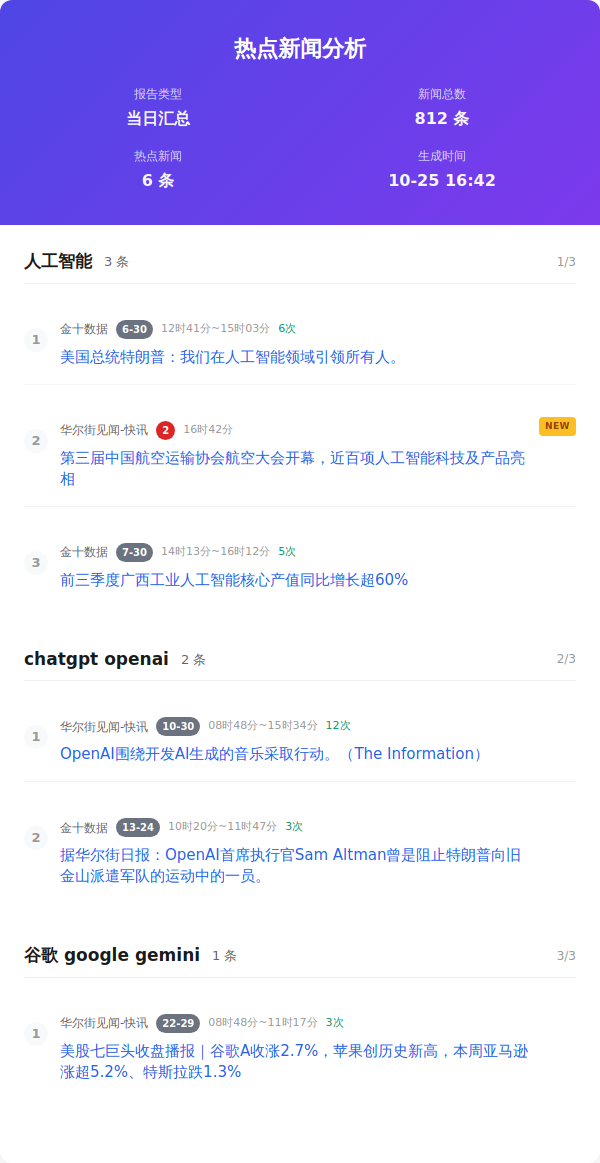 热点新闻分析
报告类型
新闻总数
当日汇总
812 条
热点新闻
生成时间
6 条
10-25 16:42
人工智能 3 条 1/3
1
金十数据 6-30 12时41分~15时03分 6次
美国总统特朗普：我们在人工智能领域引领所有人。
2
华尔街见闻-快讯 2 16时42分 NEW
第三届中国航空运输协会航空大会开幕，近百项人工智能科技及产品亮
相
3
金十数据 7-30 14时13分~16时12分 5次
前三季度广西工业人工智能核心产值同比增长超60%
chatgpt openai 2 条 2/3
1
华尔街见闻-快讯 10-30 08时48分~15时34分 12次
OpenAI围绕开发AI生成的音乐采取行动。（The Information）
2
金十数据 13-24 10时20分~11时47分 3次
据华尔街日报：OpenAI首席执行官Sam Altman曾是阻止特朗普向旧
金山派遣军队的运动中的一员。
谷歌 google gemini 1 条 3/3
1
华尔街见闻-快讯 22-29 08时48分~11时17分 3次
美股七巨头收盘播报｜谷歌A收涨2.7%，苹果创历史新高，本周亚马逊
涨超5.2%、特斯拉跌1.3%